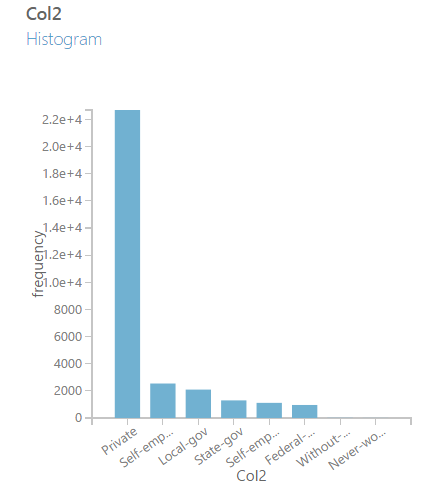 Col2
Histogram
2.2e+4
2.0e+4
1.8e+4
1.6e+4
1.4e+4
1.2e+4
1.0e+4
8000
6000
4000
2000
0
frequency
Private
Self-emp...
Local-gov
State-gov
Self-emp...
Federal-...
Without-...
Never-wo...
Col2